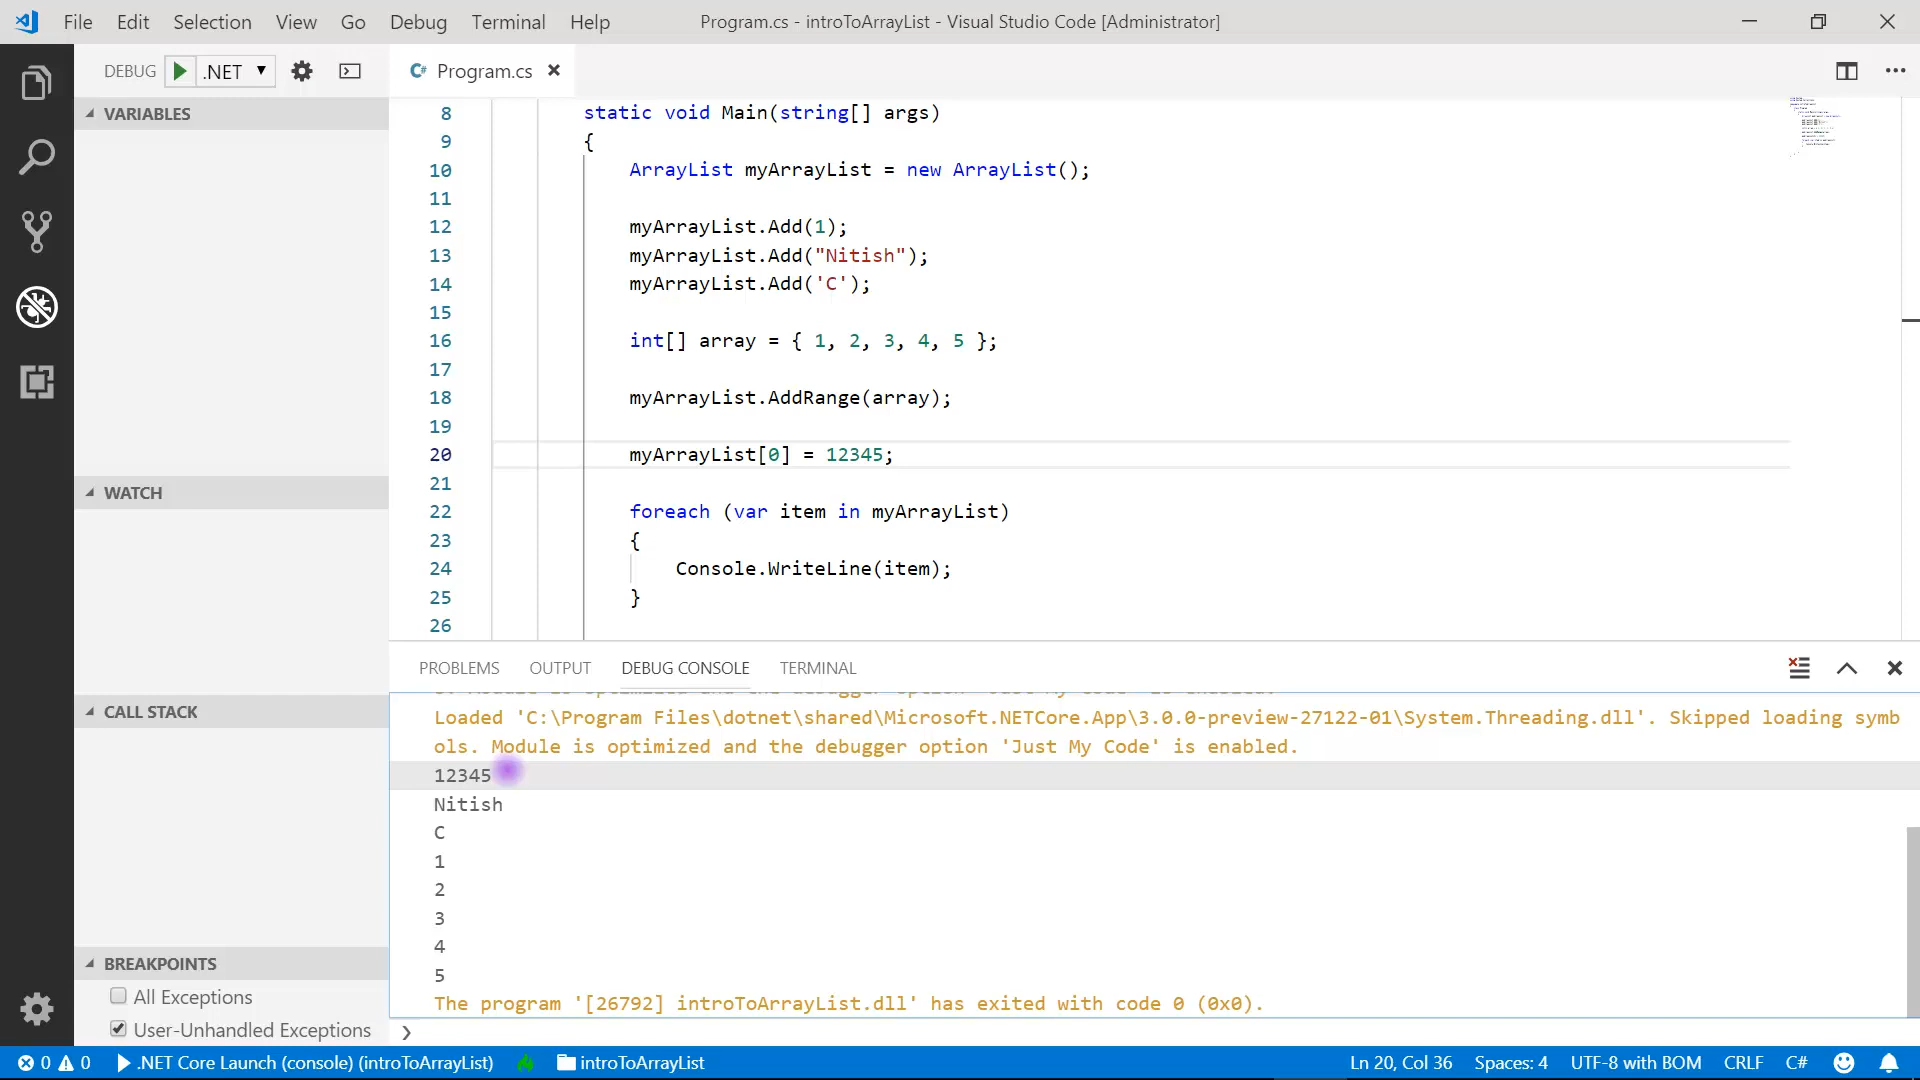 File Edit Selection View Go Debug Terminal Help Program.cs - introToArrayList - Visual Studio Code [Administrator]
DEBUG .NET Program.cs
VARIABLES
WATCH
CALL STACK
BREAKPOINTS
All Exceptions
User-Unhandled Exceptions
8 static void Main(string[] args)
9 {
10 ArrayList myArrayList = new ArrayList();
11
12 myArrayList.Add(1);
13 myArrayList.Add("Nitish");
14 myArrayList.Add('C');
15
16 int[] array = { 1, 2, 3, 4, 5 };
17
18 myArrayList.AddRange(array);
19
20 myArrayList[0] = 12345;
21
22 foreach (var item in myArrayList)
23 {
24 Console.WriteLine(item);
25 }
26
PROBLEMS OUTPUT DEBUG CONSOLE TERMINAL
Loaded 'C:\Program Files\dotnet\shared\Microsoft.NETCore.App\3.0.0-preview-27122-01\System.Threading.dll'. Skipped loading symb
ols. Module is optimized and the debugger option 'Just My Code' is enabled.
12345
Nitish
C
1
2
3
4
5
The program '[26792] introToArrayList.dll' has exited with code 0 (0x0).
0 0 .NET Core Launch (console) (introToArrayList) introToArrayList Ln 20, Col 36 Spaces: 4 UTF-8 with BOM CRLF C#